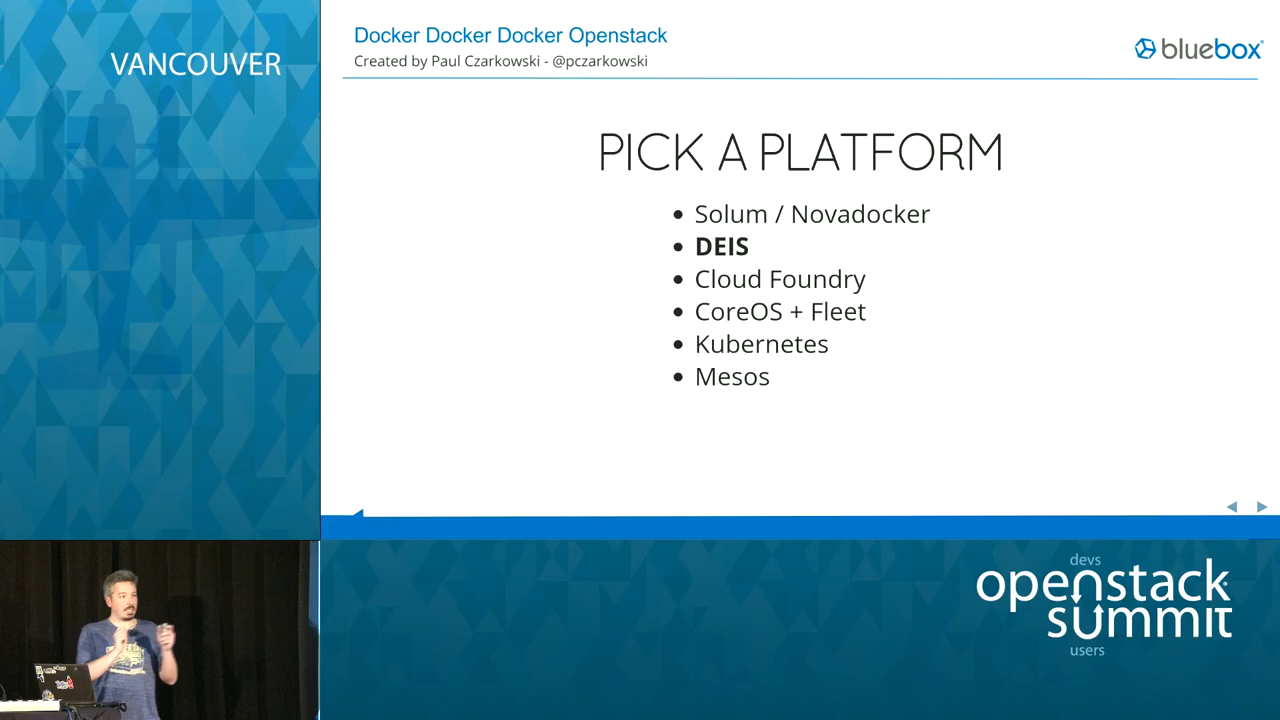 VANCOUVER
Docker Docker Docker Openstack
Created by Paul Czarkowski - @pczarkowski
bluebox
PICK A PLATFORM
Solum / Novadocker
DEIS
Cloud Foundry
CoreOS + Fleet
Kubernetes
Mesos
devs
openstack
summit
users